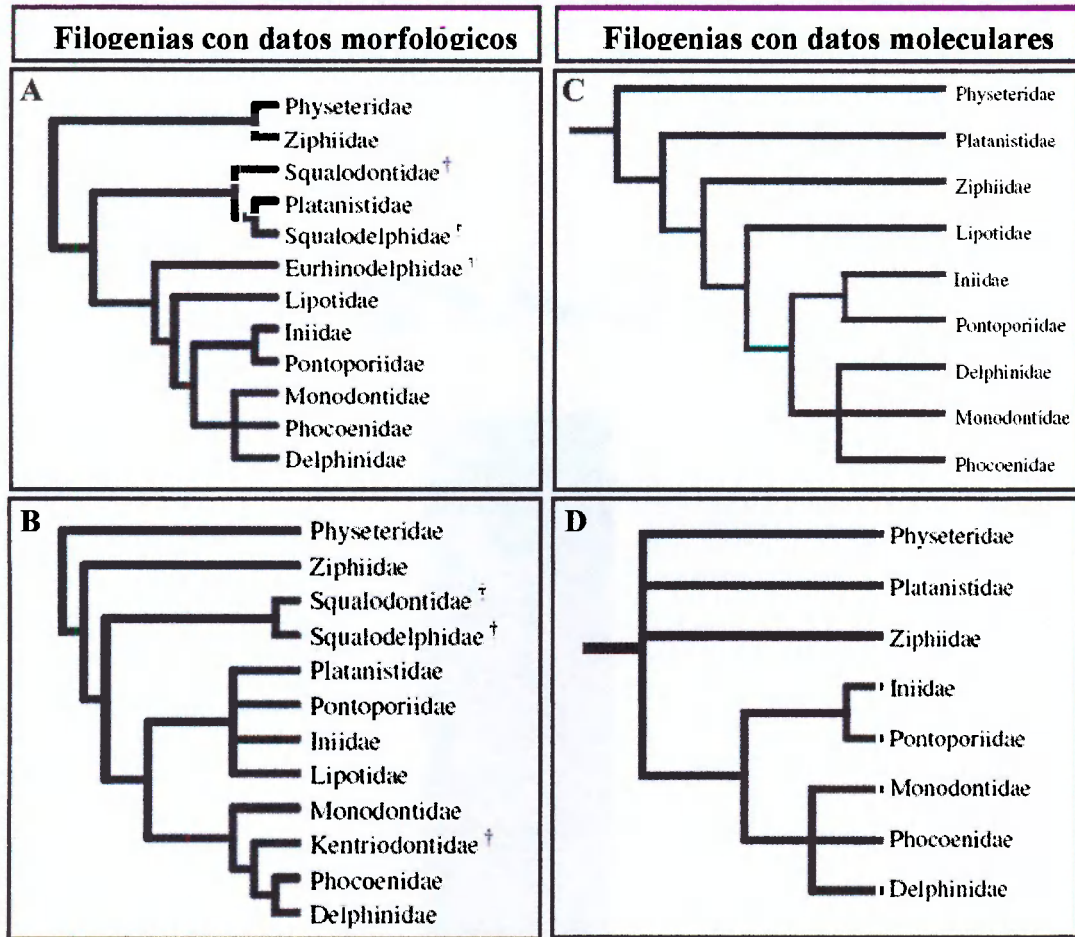 Filogenias con datos morfológicos
Filogenias con datos moleculares
A
Physeteridae
Ziphiidae
Squalodontidae †
Platanistidae
Squalodelphidae †
Eurhinodelphidae †
Lipotidae
Iniidae
Pontoporiidae
Monodontidae
Phocoenidae
Delphinidae
C
Physeteridae
Platanistidae
Ziphiidae
Lipotidae
Iniidae
Pontoporiidae
Delphinidae
Monodontidae
Phocoenidae
B
Physeteridae
Ziphiidae
Squalodontidae †
Squalodelphidae †
Platanistidae
Pontoporiidae
Iniidae
Lipotidae
Monodontidae
Kentriodontidae †
Phocoenidae
Delphinidae
D
Physeteridae
Platanistidae
Ziphiidae
Iniidae
Pontoporiidae
Monodontidae
Phocoenidae
Delphinidae